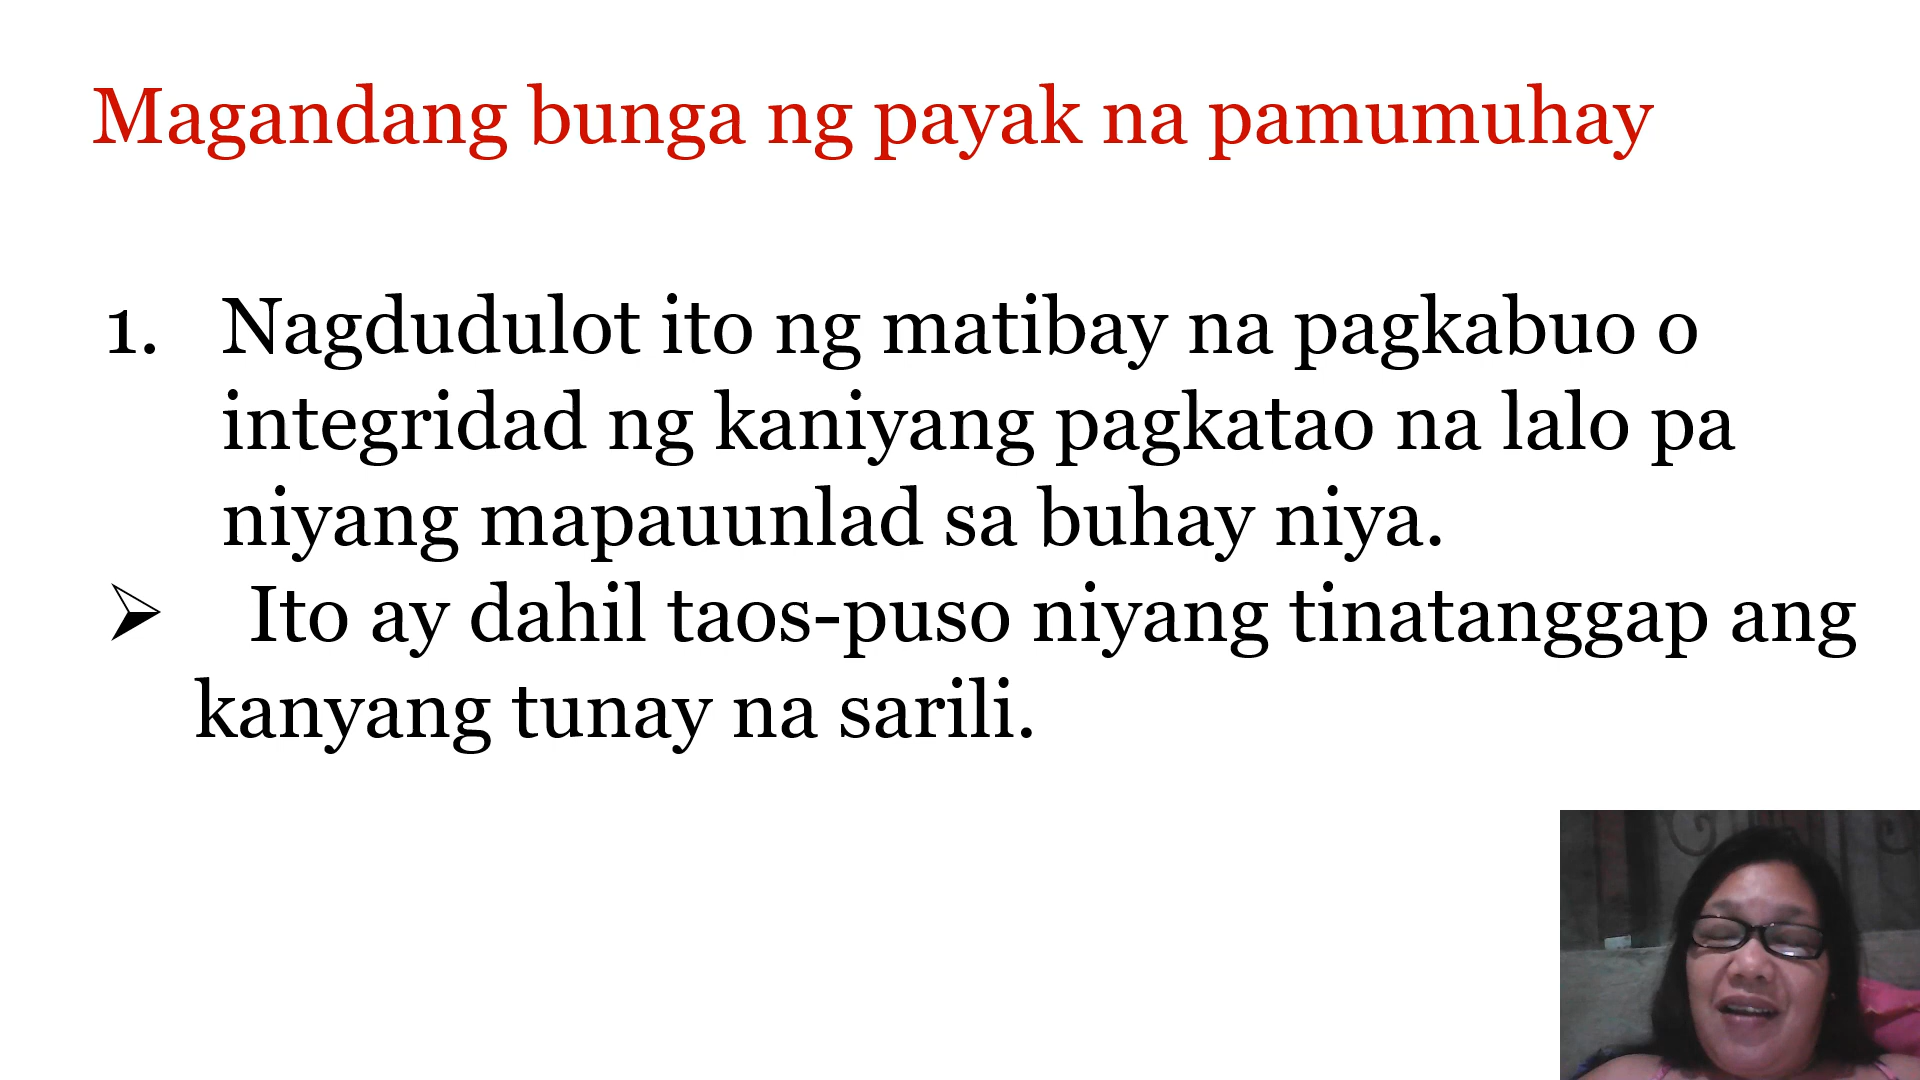 Magandang bunga ng payak na pamumuhay
1. Nagdudulot ito ng matibay na pagkabuo o
integridad ng kaniyang pagkatao na lalo pa
niyang mapauunlad sa buhay niya.
➢ Ito ay dahil taos-puso niyang tinatanggap ang
kanyang tunay na sarili.